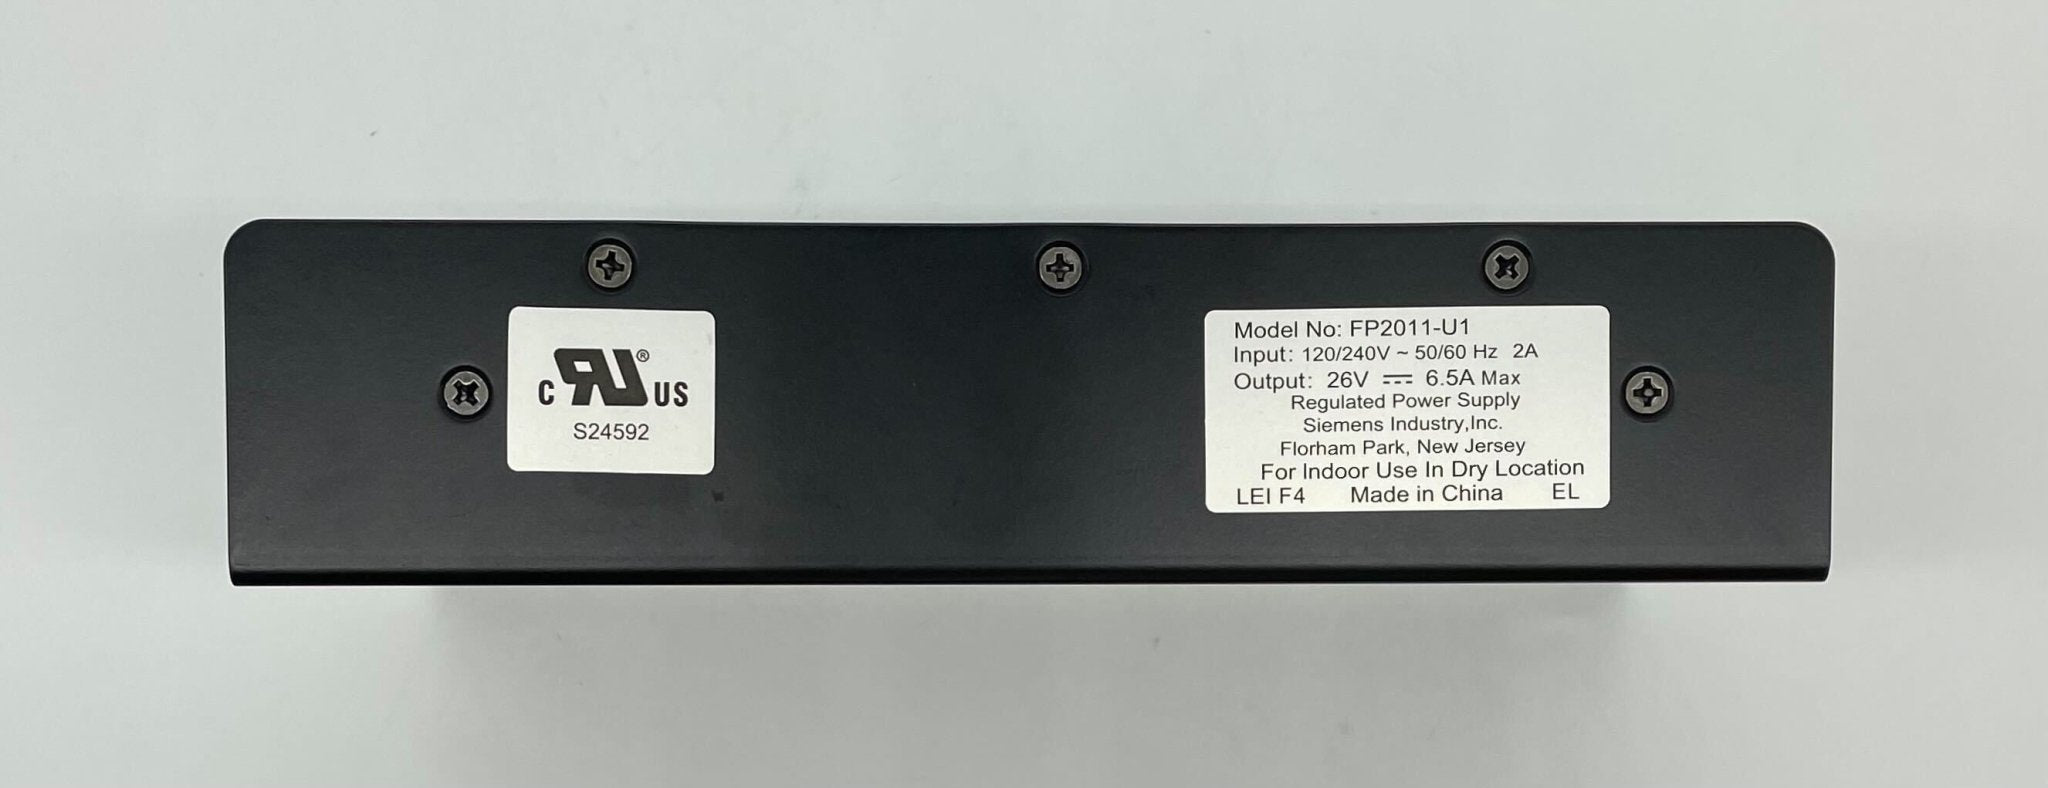 c RU® US
S24592
Model No: FP2011-U1
Input: 120/240V ~ 50/60 Hz 2A
Output: 26V ⎓ 6.5A Max
Regulated Power Supply
Siemens Industry,Inc.
Florham Park, New Jersey
For Indoor Use In Dry Location
LEI F4 Made in China EL